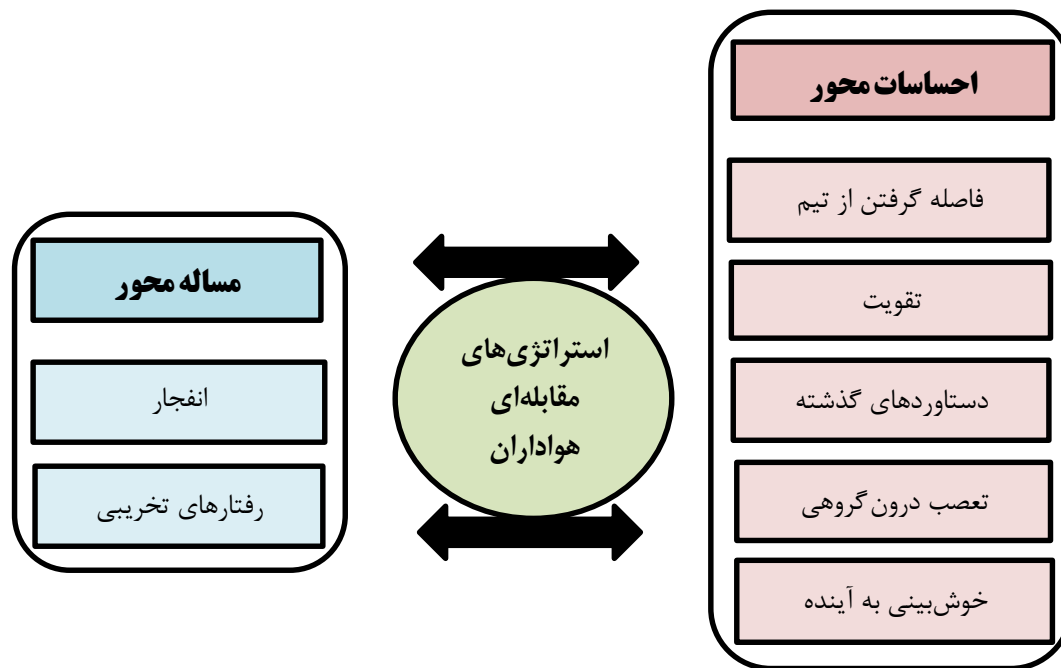 احساسات محور
فاصله گرفتن از تیم
تقویت
دستاوردهای گذشته
تعصب درون‌گروهی
خوش‌بینی به آینده
استراتژی‌های
مقابله‌ای
هواداران
مساله محور
انفجار
رفتارهای تخریبی